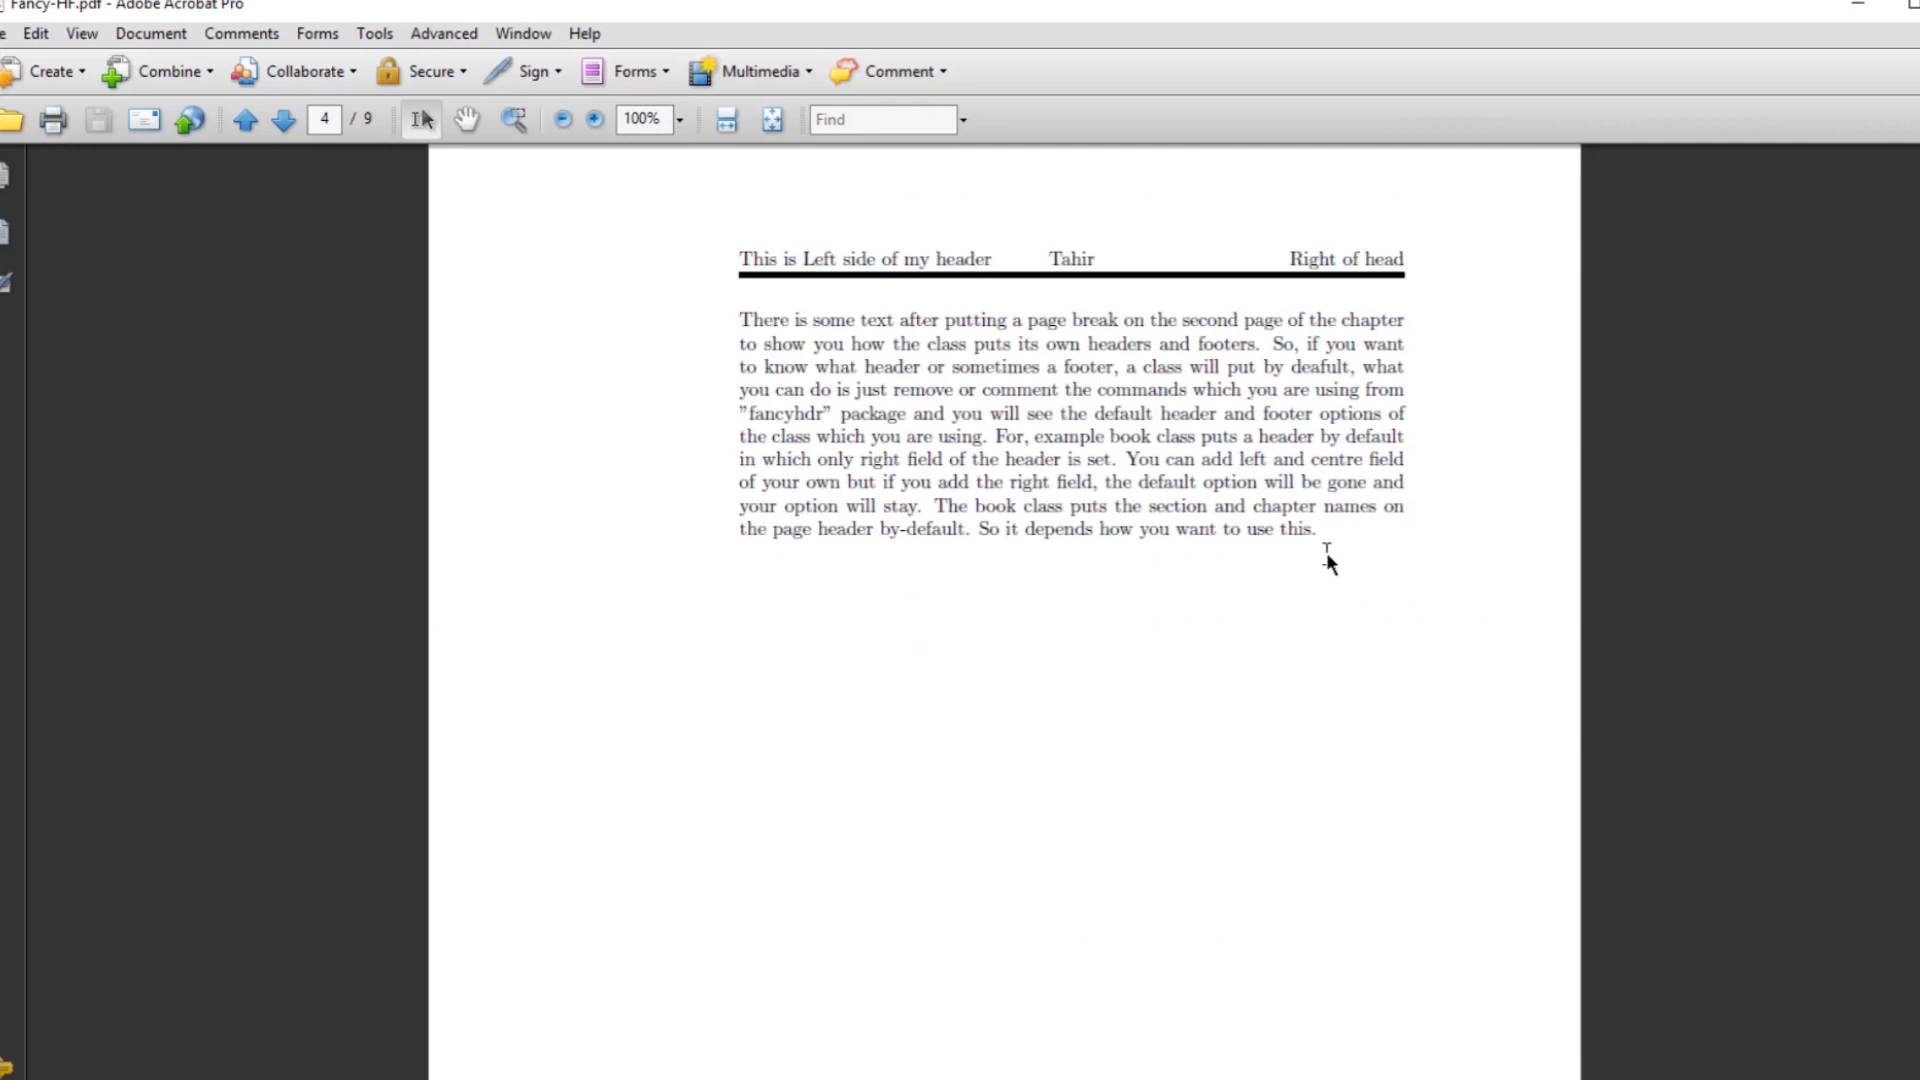 Fancy-HF.pdf - Adobe Acrobat Pro
Edit View Document Comments Forms Tools Advanced Window Help
Create Combine Collaborate Secure Sign Forms Multimedia Comment
4 / 9 100% Find
This is Left side of my header Tahir Right of head
There is some text after putting a page break on the second page of the chapter
to show you how the class puts its own headers and footers. So, if you want
to know what header or sometimes a footer, a class will put by deafult, what
you can do is just remove or comment the commands which you are using from
”fancyhdr” package and you will see the default header and footer options of
the class which you are using. For, example book class puts a header by default
in which only right field of the header is set. You can add left and centre field
of your own but if you add the right field, the default option will be gone and
your option will stay. The book class puts the section and chapter names on
the page header by-default. So it depends how you want to use this.